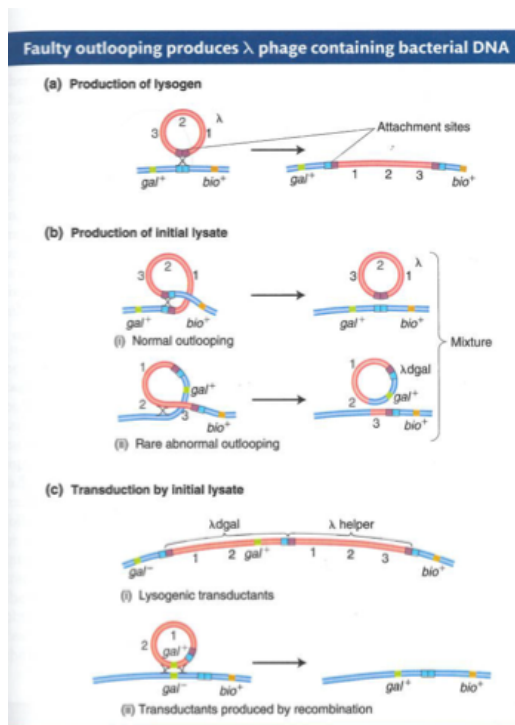 Faulty outlooping produces λ phage containing bacterial DNA
(a) Production of lysogen
2
3
1
λ
gal⁺
bio⁺
Attachment sites
gal⁺
1
2
3
bio⁺
(b) Production of initial lysate
2
3
1
gal⁺
bio⁺
(i) Normal outlooping
2
3
1
λ
gal⁺
bio⁺
Mixture
1
gal⁺
2
3
bio⁺
(ii) Rare abnormal outlooping
1
λdgal
2
gal⁺
3
bio⁺
(c) Transduction by initial lysate
λdgal
λ helper
gal⁻
1
2
gal⁺
1
2
3
bio⁺
(i) Lysogenic transductants
1
2
gal⁺
gal⁻
bio⁺
gal⁺
bio⁺
(ii) Transductants produced by recombination